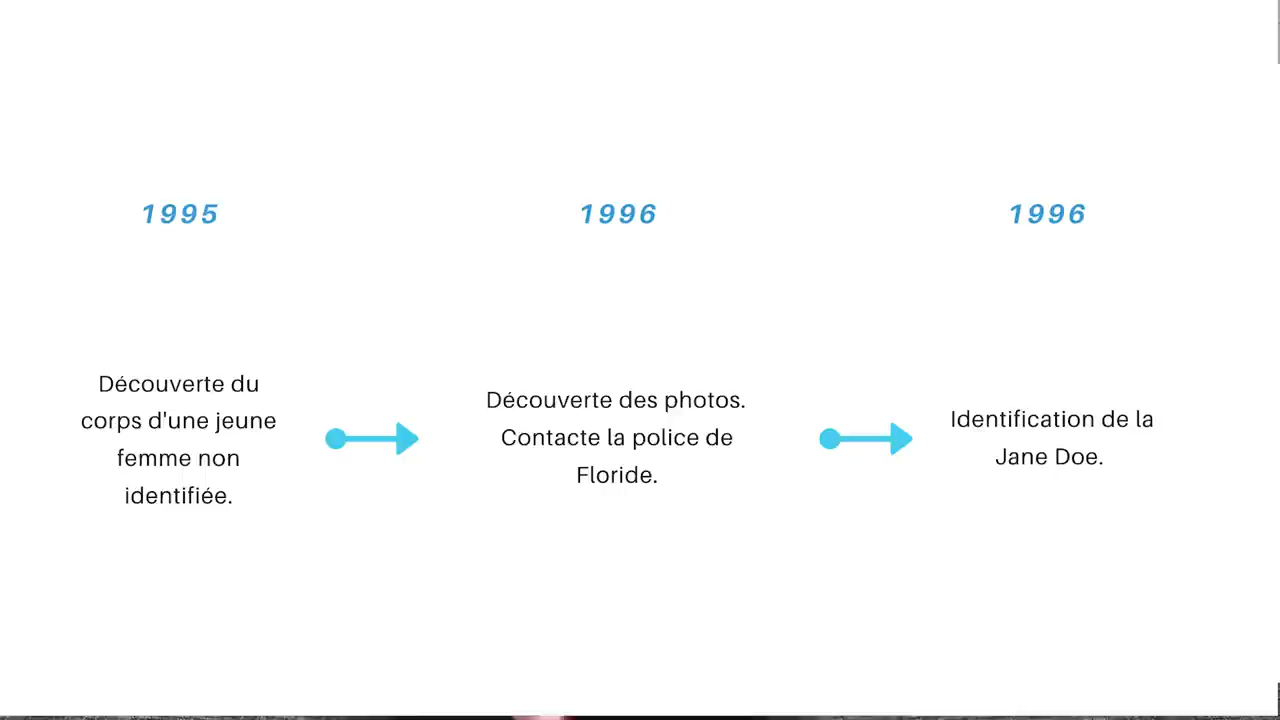 1995
1996
1996
Découverte du
corps d'une jeune
femme non
identifiée.
Découverte des photos.
Contacte la police de
Floride.
Identification de la
Jane Doe.